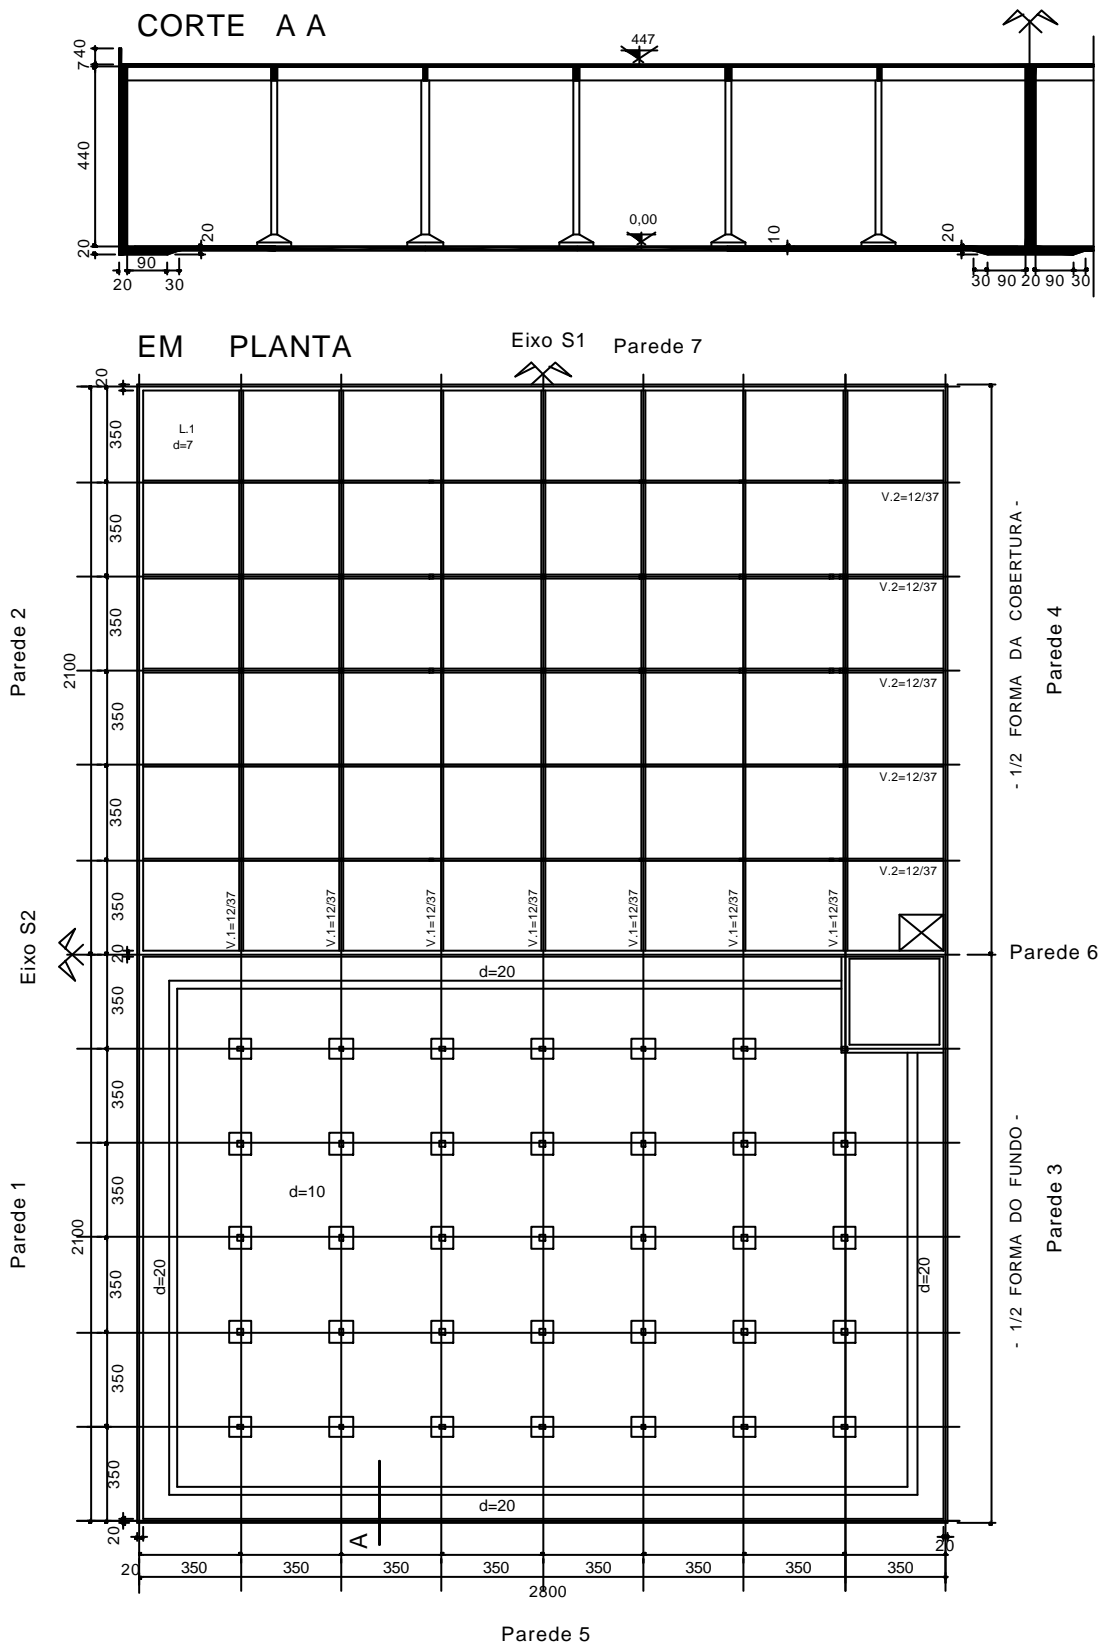 CORTE A A
40
7
440
20
447
0,00
20
10
20
90
20
30
30
90
20
90
30
EM PLANTA
Eixo S1
Parede 7
20
350
L.1
d=7
350
V.2=12/37
350
V.2=12/37
Parede 2
2100
350
V.2=12/37
350
V.2=12/37
350
V.2=12/37
V.1=12/37
V.1=12/37
V.1=12/37
V.1=12/37
V.1=12/37
V.1=12/37
V.1=12/37
- 1/2 FORMA DA COBERTURA -
Parede 4
Eixo S2
20
Parede 6
d=20
350
350
350
d=10
Parede 1
2100
350
d=20
d=20
350
350
- 1/2 FORMA DO FUNDO -
Parede 3
d=20
20
A
20
20
350
350
350
350
350
350
350
350
2800
Parede 5